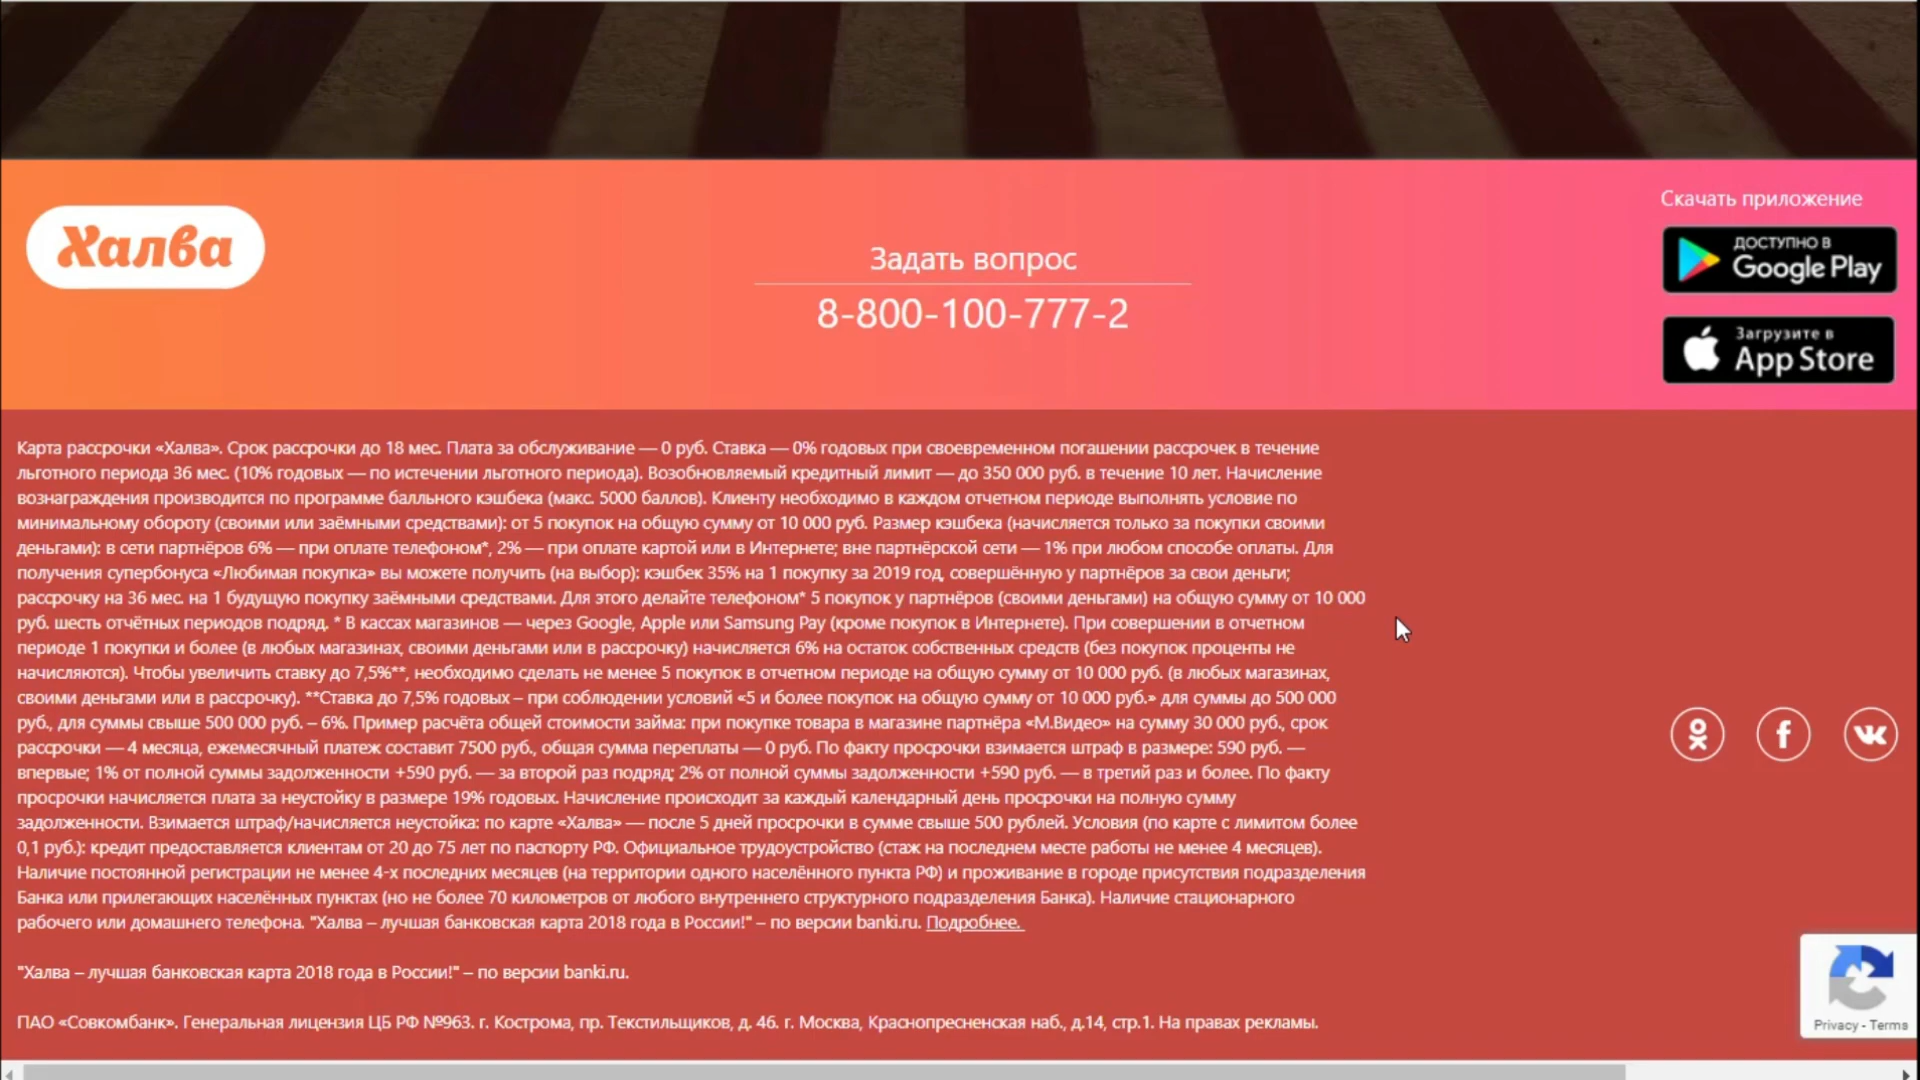 Халва
Задать вопрос
8-800-100-777-2
Скачать приложение
ДОСТУПНО В
Google Play
Загрузите в
App Store
Карта рассрочки «Халва». Срок рассрочки до 18 мес. Плата за обслуживание — 0 руб. Ставка — 0% годовых при своевременном погашении рассрочек в течение
льготного периода 36 мес. (10% годовых — по истечении льготного периода). Возобновляемый кредитный лимит — до 350 000 руб. в течение 10 лет. Начисление
вознаграждения производится по программе балльного кэшбека (макс. 5000 баллов). Клиенту необходимо в каждом отчетном периоде выполнять условие по
минимальному обороту (своими или заёмными средствами): от 5 покупок на общую сумму от 10 000 руб. Размер кэшбека (начисляется только за покупки своими
деньгами): в сети партнёров 6% — при оплате телефоном*, 2% — при оплате картой или в Интернете; вне партнёрской сети — 1% при любом способе оплаты. Для
получения супербонуса «Любимая покупка» вы можете получить (на выбор): кэшбек 35% на 1 покупку за 2019 год, совершённую у партнёров за свои деньги;
рассрочку на 36 мес. на 1 будущую покупку заёмными средствами. Для этого делайте телефоном* 5 покупок у партнёров (своими деньгами) на общую сумму от 10 000
руб. шесть отчётных периодов подряд. * В кассах магазинов — через Google, Apple или Samsung Pay (кроме покупок в Интернете). При совершении в отчетном
периоде 1 покупки и более (в любых магазинах, своими деньгами или в рассрочку) начисляется 6% на остаток собственных средств (без покупок проценты не
начисляются). Чтобы увеличить ставку до 7,5%**, необходимо сделать не менее 5 покупок в отчетном периоде на общую сумму от 10 000 руб. (в любых магазинах,
своими деньгами или в рассрочку). **Ставка до 7,5% годовых – при соблюдении условий «5 и более покупок на общую сумму от 10 000 руб.» для суммы до 500 000
руб., для суммы свыше 500 000 руб. – 6%. Пример расчёта общей стоимости займа: при покупке товара в магазине партнёра «М.Видео» на сумму 30 000 руб., срок
рассрочки — 4 месяца, ежемесячный платеж составит 7500 руб., общая сумма переплаты — 0 руб. По факту просрочки взимается штраф в размере: 590 руб. —
впервые; 1% от полной суммы задолженности +590 руб. — за второй раз подряд; 2% от полной суммы задолженности +590 руб. — в третий раз и более. По факту
просрочки начисляется плата за неустойку в размере 19% годовых. Начисление происходит за каждый календарный день просрочки на полную сумму
задолженности. Взимается штраф/начисляется неустойка: по карте «Халва» — после 5 дней просрочки в сумме свыше 500 рублей. Условия (по карте с лимитом более
0,1 руб.): кредит предоставляется клиентам от 20 до 75 лет по паспорту РФ. Официальное трудоустройство (стаж на последнем месте работы не менее 4 месяцев).
Наличие постоянной регистрации не менее 4-х последних месяцев (на территории одного населённого пункта РФ) и проживание в городе присутствия подразделения
Банка или прилегающих населённых пунктах (но не более 70 километров от любого внутреннего структурного подразделения Банка). Наличие стационарного
рабочего или домашнего телефона. "Халва – лучшая банковская карта 2018 года в России!" – по версии banki.ru. Подробнее.
"Халва – лучшая банковская карта 2018 года в России!" – по версии banki.ru.
ПАО «Совкомбанк». Генеральная лицензия ЦБ РФ №963. г. Кострома, пр. Текстильщиков, д. 46. г. Москва, Краснопресненская наб., д.14, стр.1. На правах рекламы.
Privacy - Terms